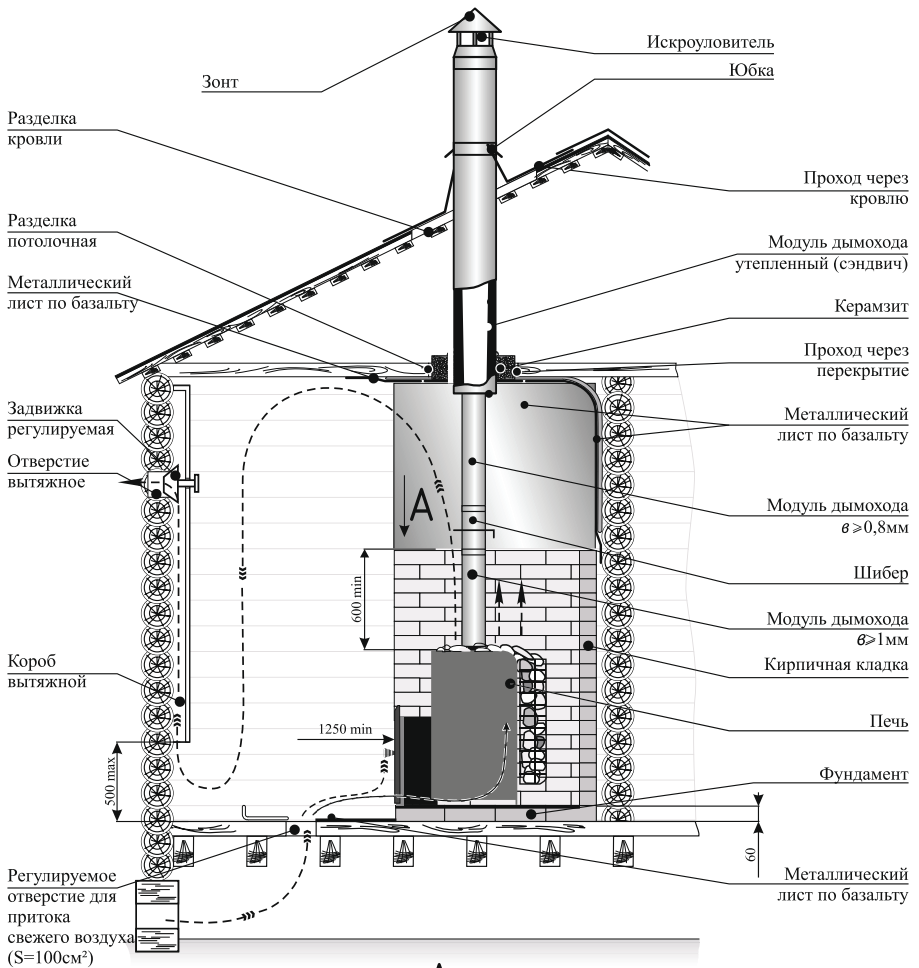 Искроуловитель
Зонт
Юбка
Разделка
кровли
Проход через
кровлю
Разделка
потолочная
Модуль дымохода
утепленный (сэндвич)
Металлический
лист по базальту
Керамзит
Проход через
перекрытие
Задвижка
регулируемая
Металлический
лист по базальту
Отверстие
вытяжное
А
Модуль дымохода
в⩾0,8мм
Шибер
600 min
Модуль дымохода
в⩾1мм
Короб
вытяжной
Кирпичная кладка
1250 min
Печь
500 max
Фундамент
60
Регулируемое
отверстие для
притока
свежего воздуха
(S=100см²)
Металлический
лист по базальту